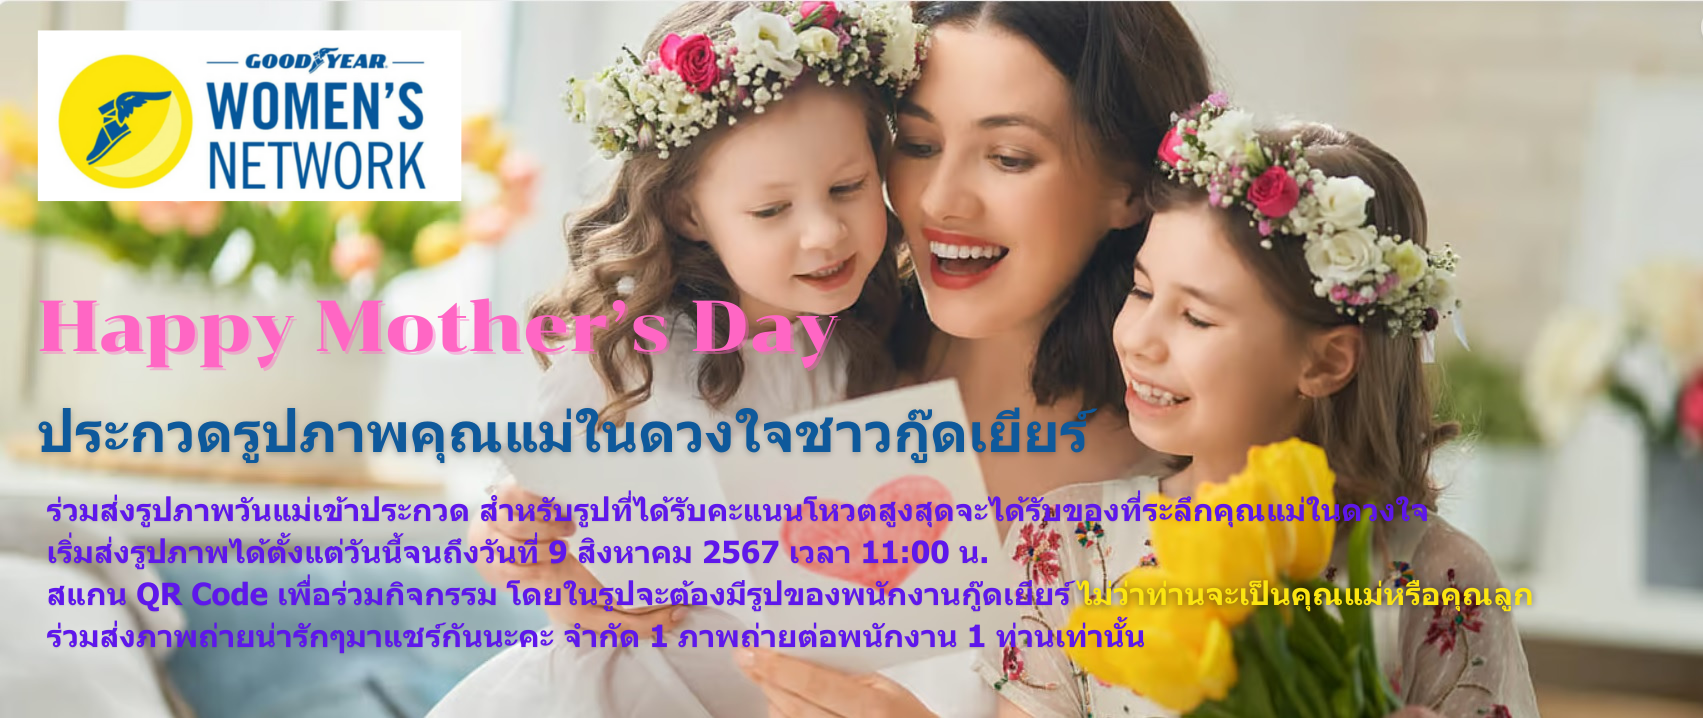 GOODYEAR
WOMEN'S
NETWORK
Happy Mother's Day
ประกวดรูปภาพคุณแม่ในดวงใจชาวกู๊ดเยียร์
ร่วมส่งรูปภาพวันแม่เข้าประกวด สำหรับรูปที่ได้รับคะแนนโหวตสูงสุดจะได้รับของที่ระลึกคุณแม่ในดวงใจ
เริ่มส่งรูปภาพได้ตั้งแต่วันนี้จนถึงวันที่ 9 สิงหาคม 2567 เวลา 11:00 น.
สแกน QR Code เพื่อร่วมกิจกรรม โดยในรูปจะต้องมีรูปของพนักงานกู๊ดเยียร์ ไม่ว่าท่านจะเป็นคุณแม่หรือคุณลูก
ร่วมส่งภาพถ่ายน่ารักๆมาแชร์กันนะคะ จำกัด 1 ภาพถ่ายต่อพนักงาน 1 ท่านเท่านั้น